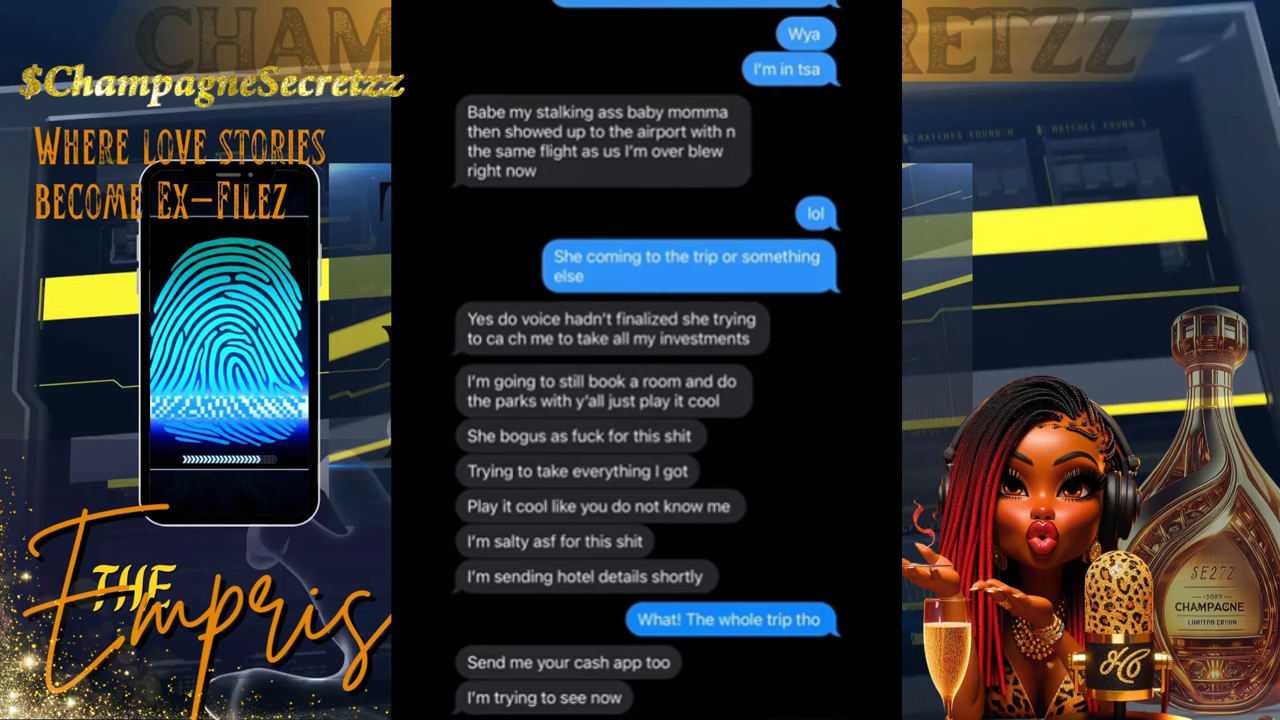 CHAM
RETZZ
$ChampagneSecretzz
Where love stories
become Ex-Filez
THE
Empris
Wya
I'm in tsa
Babe my stalking ass baby momma
then showed up to the airport with n
the same flight as us I'm over blew
right now
lol
She coming to the trip or something
else
Yes do voice hadn't finalized she trying
to ca ch me to take all my investments
I'm going to still book a room and do
the parks with y'all just play it cool
She bogus as fuck for this shit
Trying to take everything I got
Play it cool like you do not know me
I'm salty asf for this shit
I'm sending hotel details shortly
What! The whole trip tho
Send me your cash app too
I'm trying to see now
CHAMPAGNE